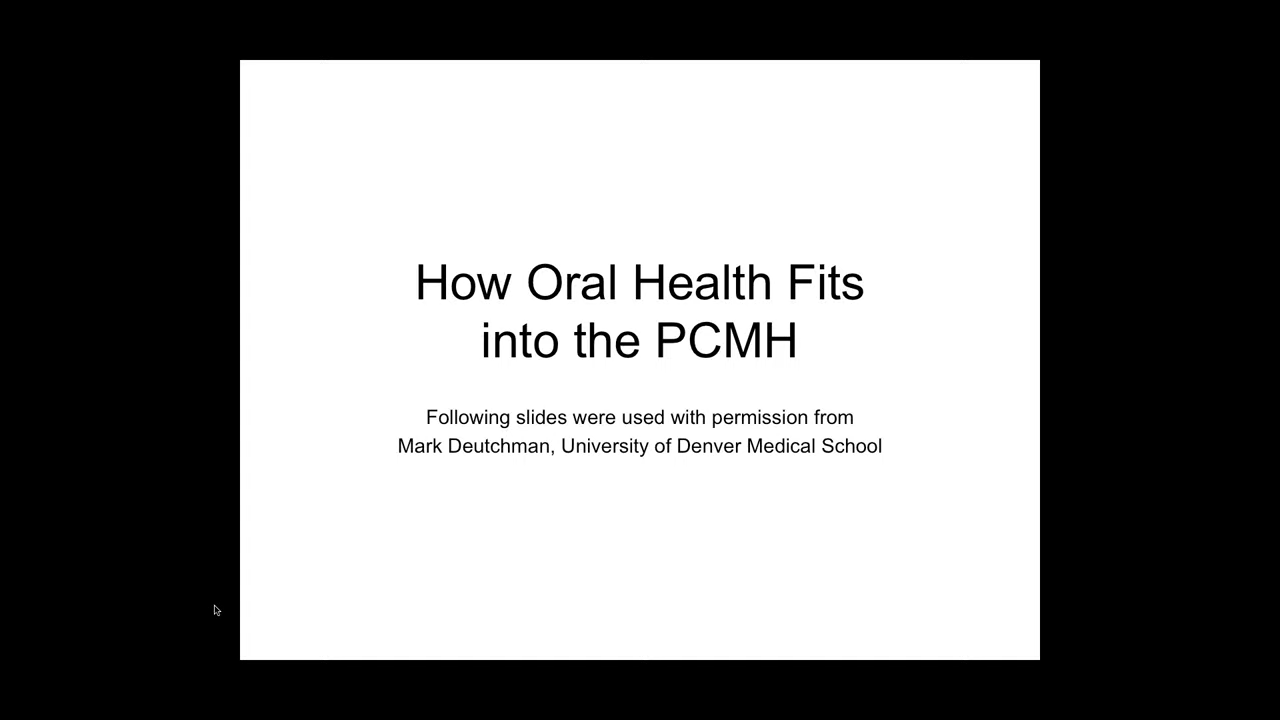 How Oral Health Fits
into the PCMH
Following slides were used with permission from
Mark Deutchman, University of Denver Medical School